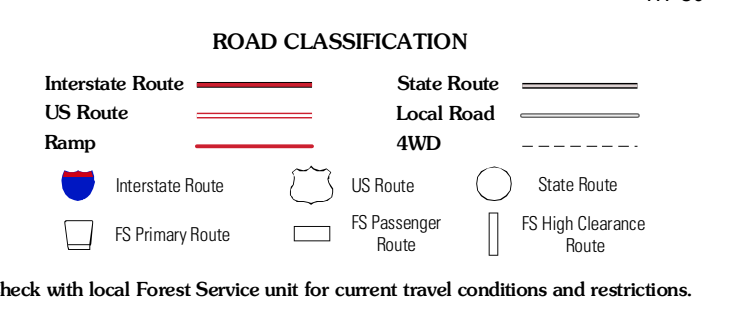 ROAD CLASSIFICATION
Interstate Route
State Route
US Route
Local Road
Ramp
4WD
Interstate Route
US Route
State Route
FS Primary Route
FS Passenger
Route
FS High Clearance
Route
heck with local Forest Service unit for current travel conditions and restrictions.